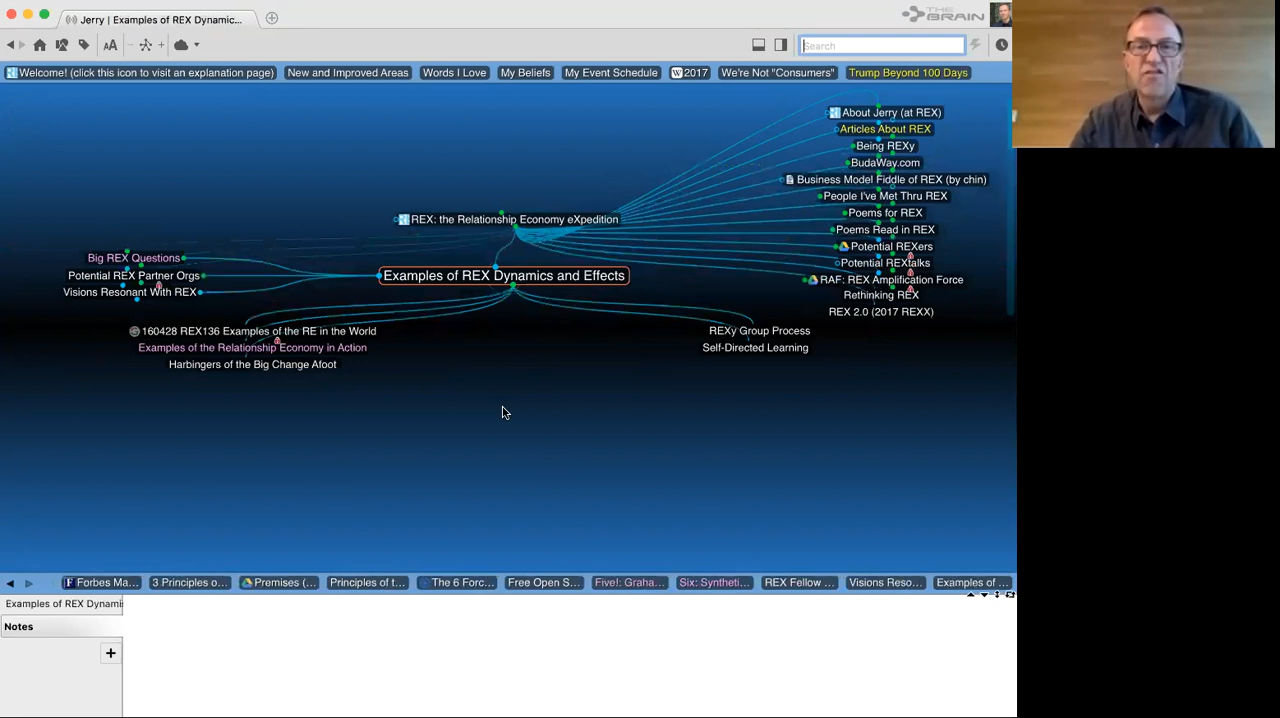 Jerry | Examples of REX Dynamic...
THE BRAIN
AA
Search
Welcome! (click this icon to visit an explanation page)
New and Improved Areas
Words I Love
My Beliefs
My Event Schedule
W 2017
We're Not "Consumers"
Trump Beyond 100 Days
About Jerry (at REX)
Articles About REX
Being REXy
BudaWay.com
Business Model Fiddle of REX (by chin)
People I've Met Thru REX
Poems for REX
Poems Read in REX
Potential REXers
Potential REXtalks
RAF: REX Amplification Force
Rethinking REX
REX 2.0 (2017 REXX)
REX: the Relationship Economy eXpedition
Big REX Questions
Potential REX Partner Orgs
Visions Resonant With REX
Examples of REX Dynamics and Effects
160428 REX136 Examples of the RE in the World
Examples of the Relationship Economy in Action
Harbingers of the Big Change Afoot
REXy Group Process
Self-Directed Learning
Forbes Ma...
3 Principles o...
Premises (...
Principles of t...
The 6 Forc...
Free Open S...
Five!: Graha...
Six: Syntheti...
REX Fellow ...
Visions Reso...
Examples of ...
Examples of REX Dynami
Notes
+